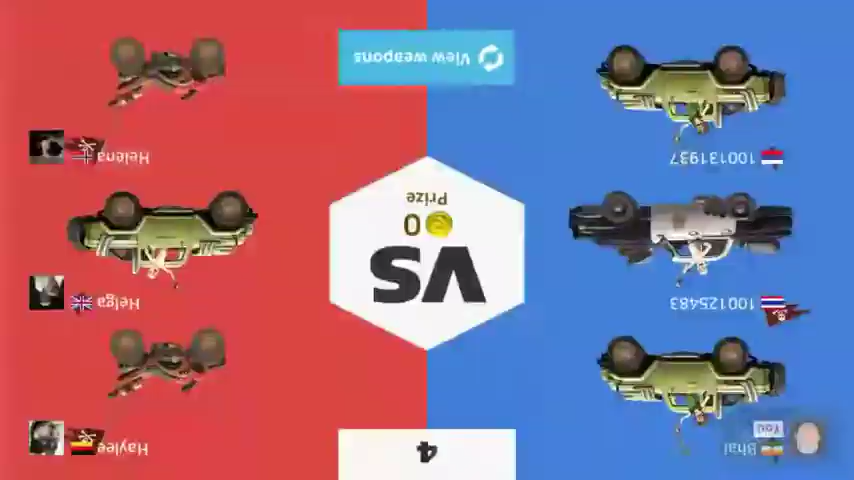 4
Bhai
Haylee
You
100125483
Helga
VS
0
Prize
100131937
Helena
View weapons